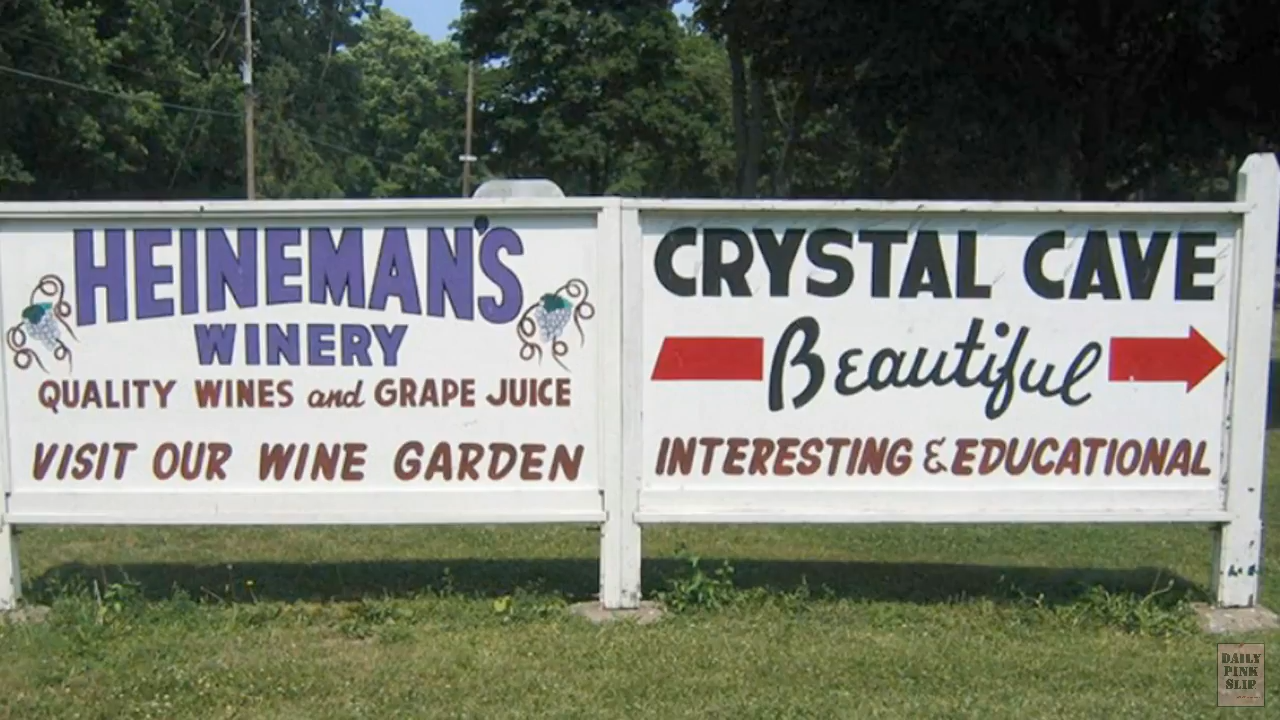 HEINEMAN'S
WINERY
QUALITY WINES and GRAPE JUICE
VISIT OUR WINE GARDEN
CRYSTAL CAVE
Beautiful
INTERESTING & EDUCATIONAL
DAILY
PINK
SLIP